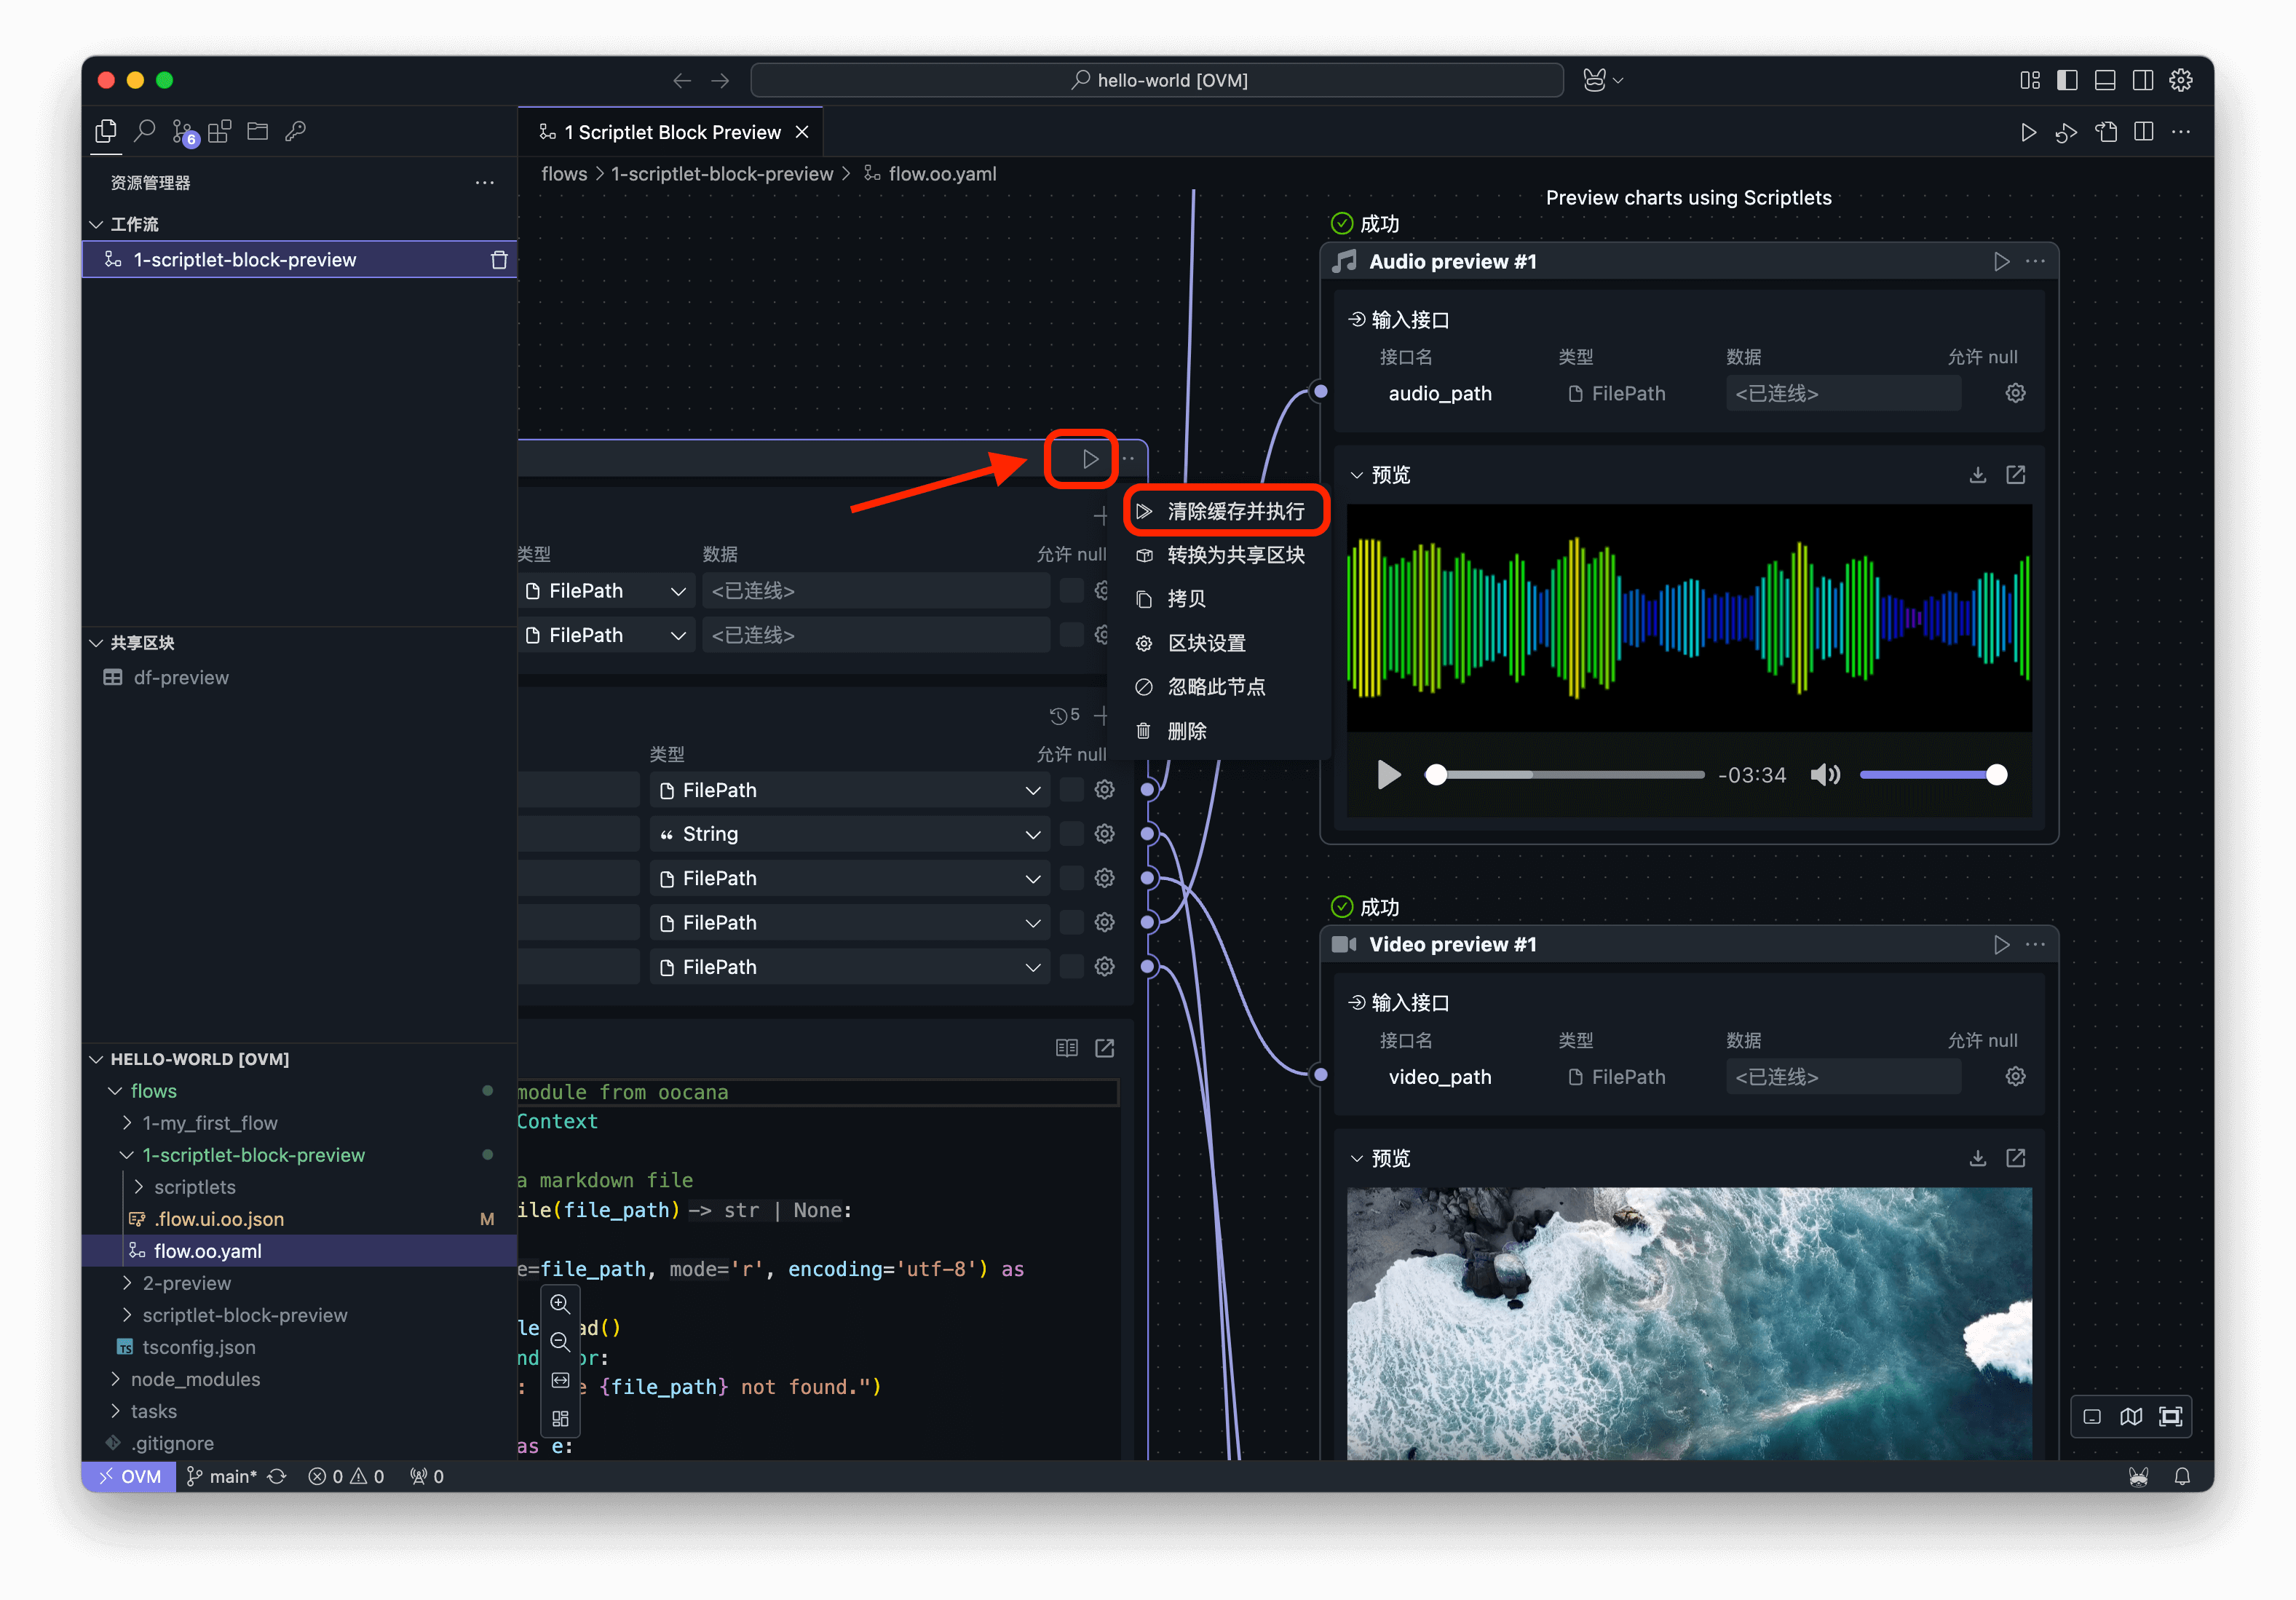 hello-world [OVM]
6
1 Scriptlet Block Preview
资源管理器
工作流
1-scriptlet-block-preview
共享区块
df-preview
HELLO-WORLD [OVM]
flows
1-my_first_flow
1-scriptlet-block-preview
scriptlets
.flow.ui.oo.json M
flow.oo.yaml
2-preview
scriptlet-block-preview
TS tsconfig.json
node_modules
tasks
.gitignore
flows > 1-scriptlet-block-preview > flow.oo.yaml
类型 数据 允许 null
FilePath <已连线>
FilePath <已连线>
5
类型 允许 null
FilePath
String
FilePath
FilePath
FilePath
module from oocana
Context
a markdown file
ile(file_path) -> str | None:
e=file_path, mode='r', encoding='utf-8') as
le ad()
nd or:
: e {file_path} not found.")
as e:
清除缓存并执行
转换为共享区块
拷贝
区块设置
忽略此节点
删除
Preview charts using Scriptlets
成功
Audio preview #1
输入接口
接口名 类型 数据 允许 null
audio_path FilePath <已连线>
预览
-03:34
成功
Video preview #1
输入接口
接口名 类型 数据 允许 null
video_path FilePath <已连线>
预览
OVM main* 0 0 0